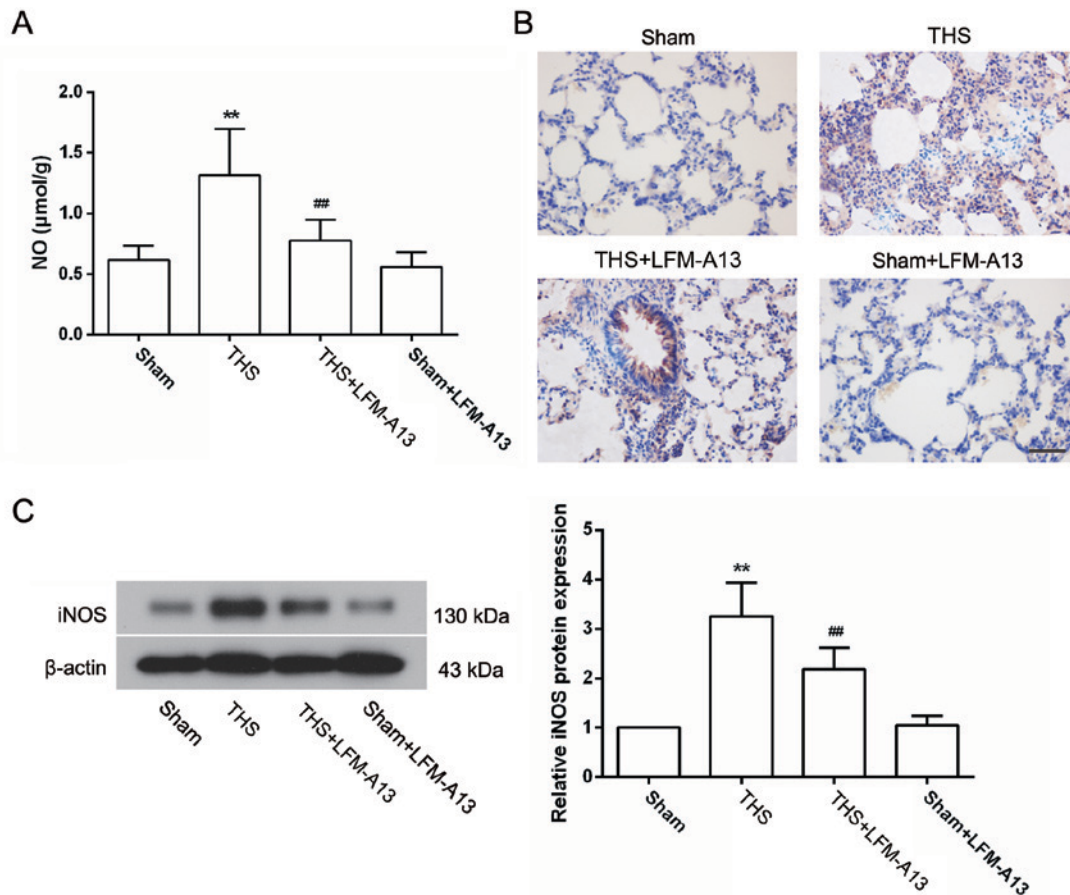 A
NO (μmol/g)
2.0
1.5
1.0
0.5
0.0
**
##
Sham
THS
THS+LFM-A13
Sham+LFM-A13
B
Sham
THS
THS+LFM-A13
Sham+LFM-A13
C
iNOS
130 kDa
β-actin
43 kDa
Sham
THS
THS+LFM-A13
Sham+LFM-A13
Relative iNOS protein expression
5
4
3
2
1
0
**
##
Sham
THS
THS+LFM-A13
Sham+LFM-A13